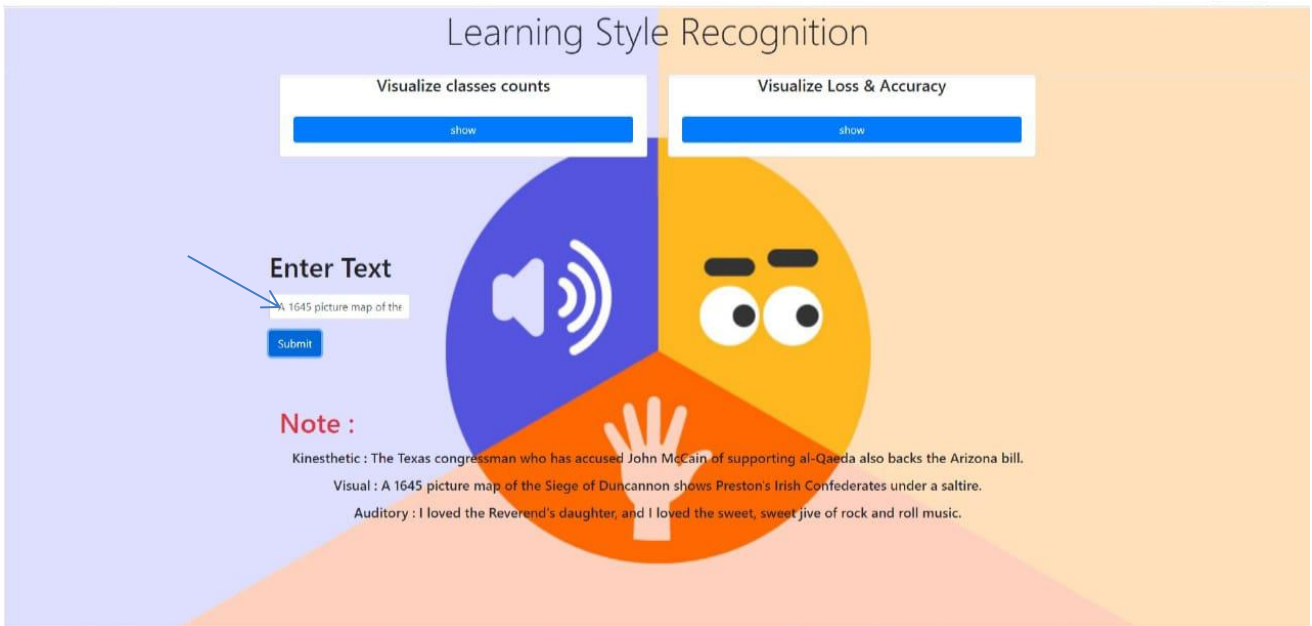 Learning Style Recognition
Visualize classes counts
show
Visualize Loss & Accuracy
show
Enter Text
A 1645 picture map of the
Submit
Note :
Kinesthetic : The Texas congressman who has accused John McCain of supporting al-Qaeda also backs the Arizona bill.
Visual : A 1645 picture map of the Siege of Duncannon shows Preston's Irish Confederates under a saltire.
Auditory : I loved the Reverend's daughter, and I loved the sweet, sweet jive of rock and roll music.